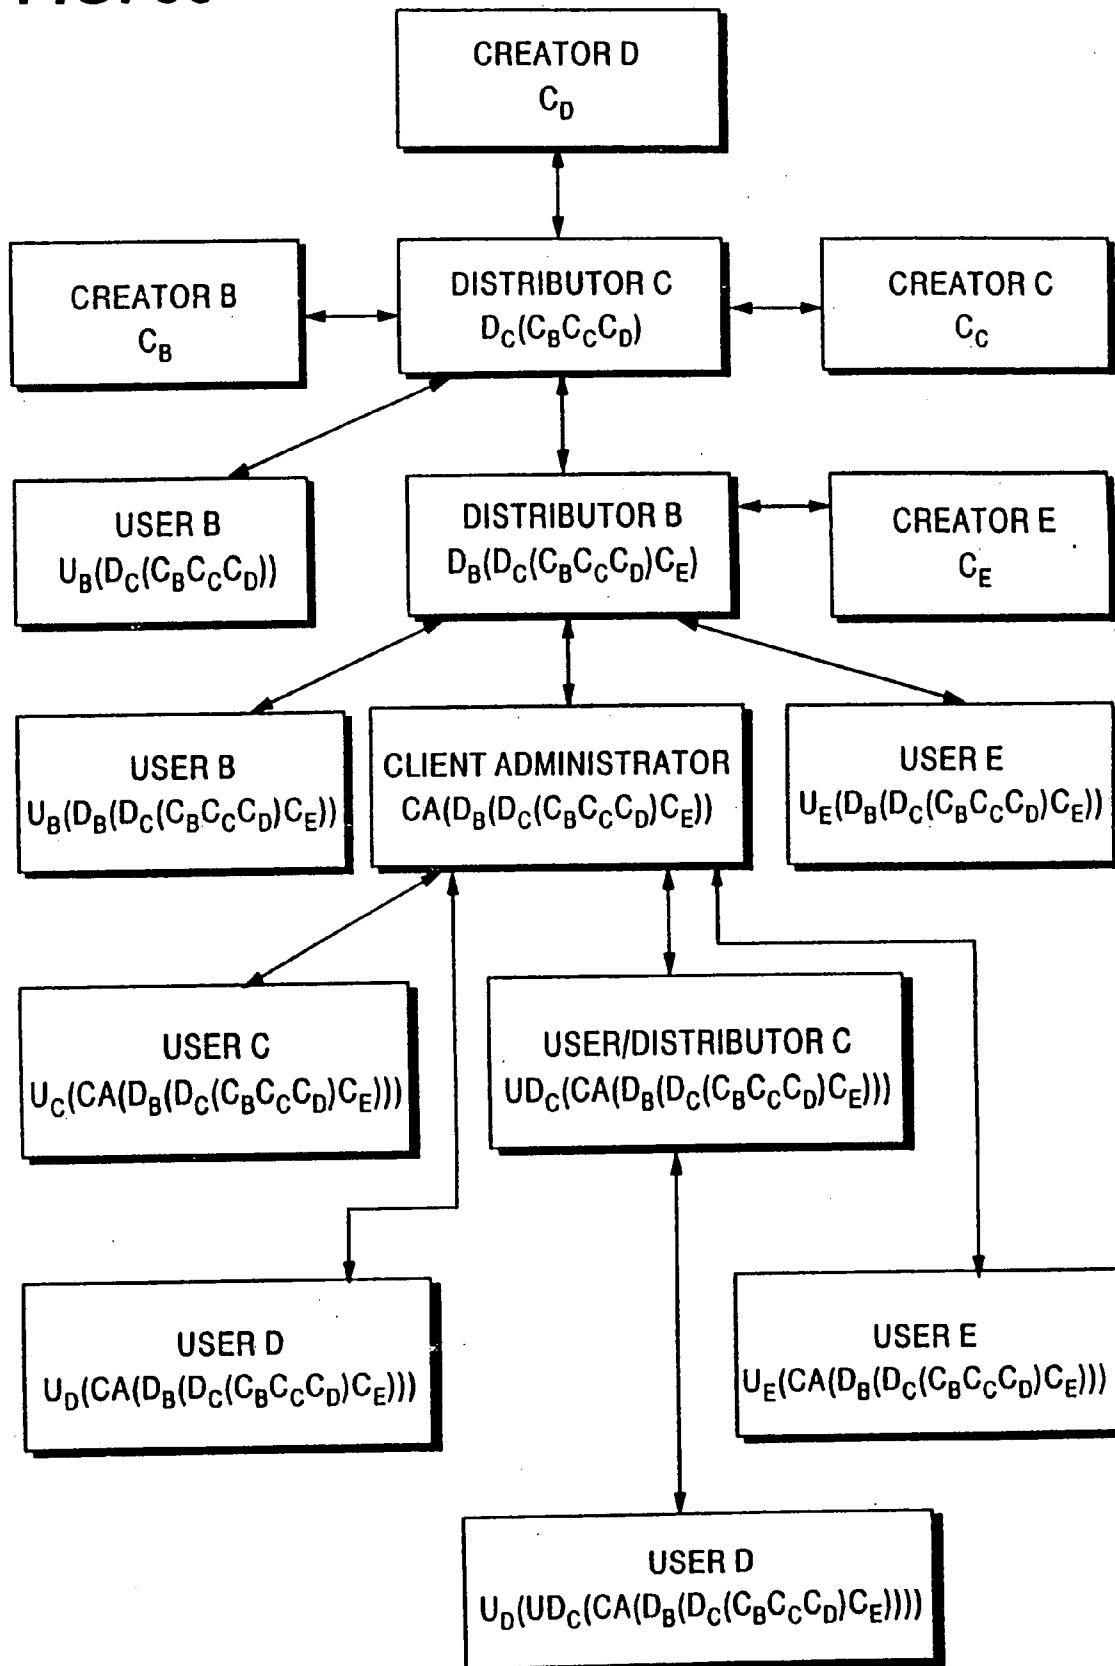 CREATOR D
C_D
CREATOR B
C_B
DISTRIBUTOR C
D_C(C_BC_CC_D)
CREATOR C
C_C
USER B
U_B(D_C(C_BC_CC_D))
DISTRIBUTOR B
D_B(D_C(C_BC_CC_D)C_E)
CREATOR E
C_E
USER B
U_B(D_B(D_C(C_BC_CC_D)C_E))
CLIENT ADMINISTRATOR
CA(D_B(D_C(C_BC_CC_D)C_E))
USER E
U_E(D_B(D_C(C_BC_CC_D)C_E))
USER C
U_C(CA(D_B(D_C(C_BC_CC_D)C_E)))
USER/DISTRIBUTOR C
UD_C(CA(D_B(D_C(C_BC_CC_D)C_E)))
USER D
U_D(CA(D_B(D_C(C_BC_CC_D)C_E)))
USER E
U_E(CA(D_B(D_C(C_BC_CC_D)C_E)))
USER D
U_D(UD_C(CA(D_B(D_C(C_BC_CC_D)C_E))))